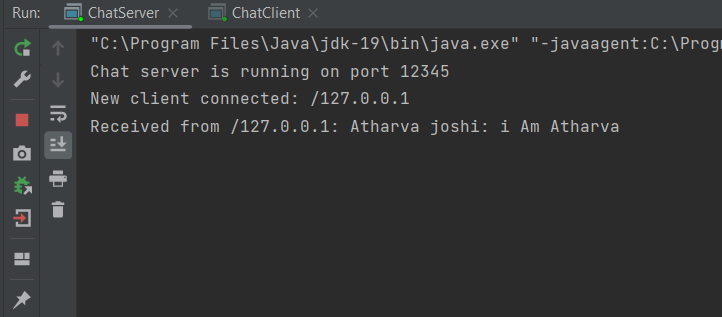 Run: ChatServer ChatClient
"C:\Program Files\Java\jdk-19\bin\java.exe" "-javaagent:C:\Prog
Chat server is running on port 12345
New client connected: /127.0.0.1
Received from /127.0.0.1: Atharva joshi: i Am Atharva